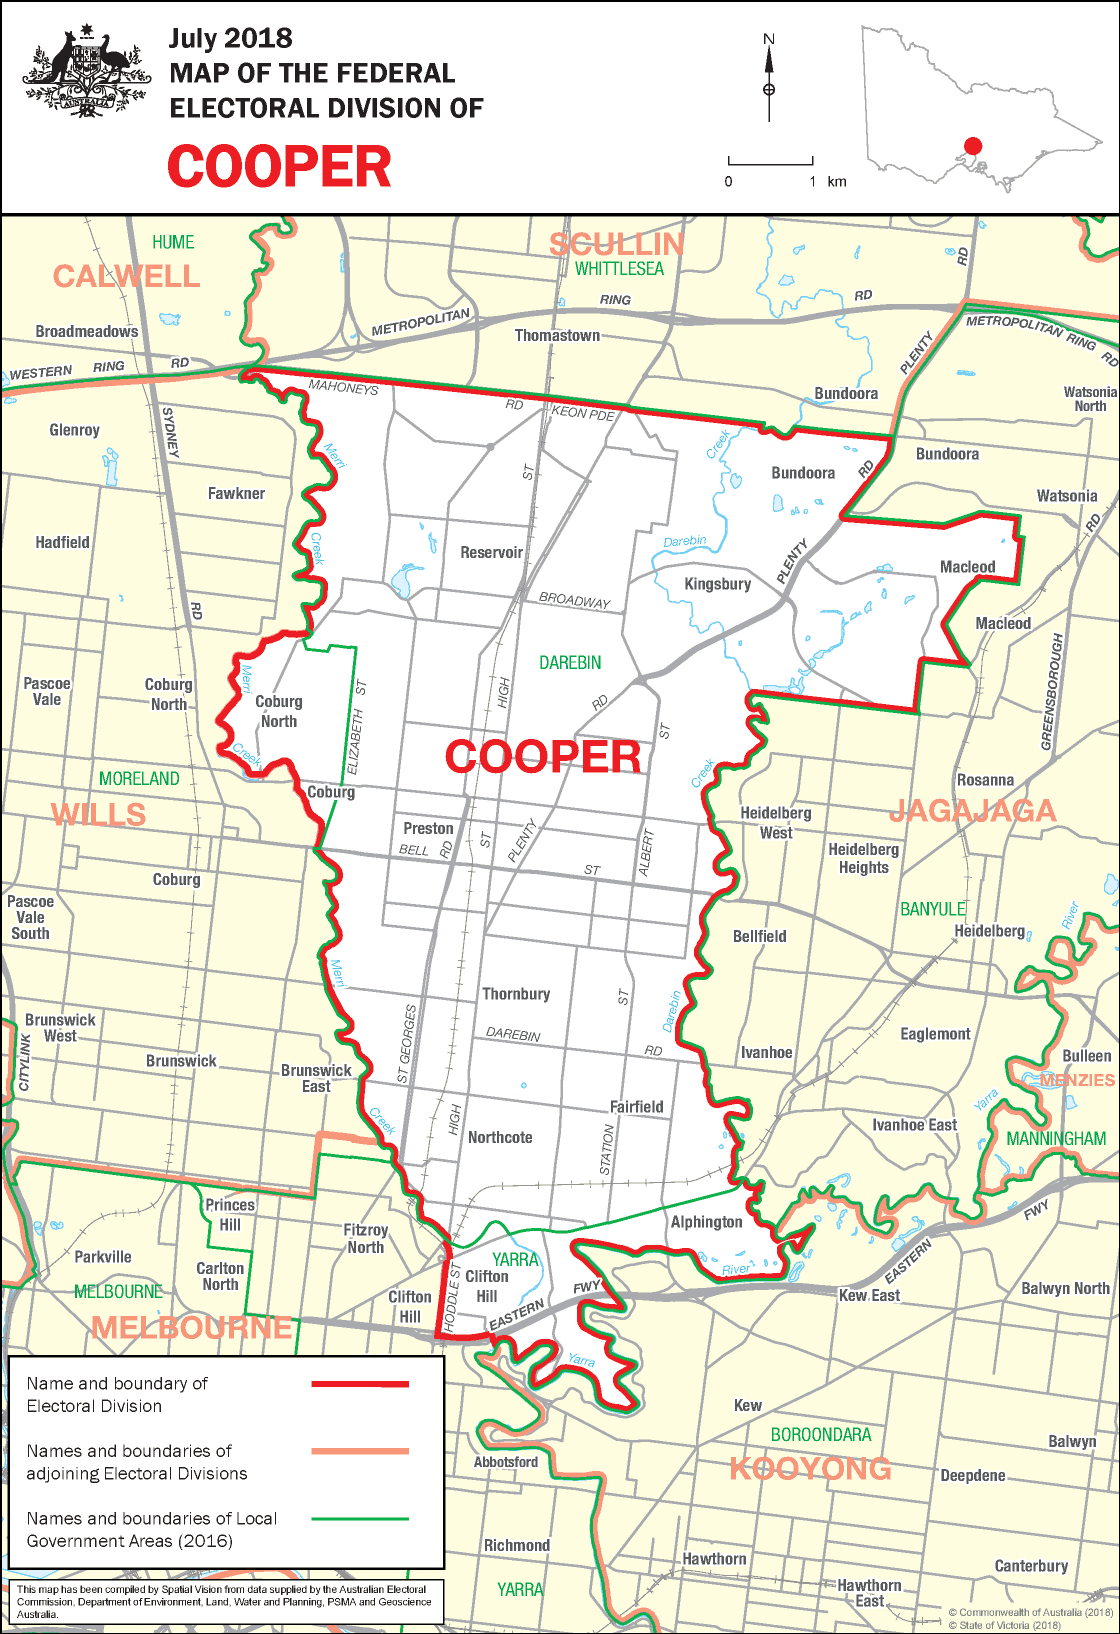 July 2018
MAP OF THE FEDERAL
ELECTORAL DIVISION OF
COOPER
AUSTRALIA
N
0 1 km
HUME
CALWELL
SCULLIN
WHITTLESEA
RD
Merri
Broadmeadows
METROPOLITAN
RING
RD
Thomastown
METROPOLITAN RING RD
PLENTY
WESTERN RING RD
MAHONEYS
RD
KEON PDE
Bundoora
Watsonia
North
Glenroy
SYDNEY
Merri
Creek
Bundoora
Bundoora
RD
ST
Fawkner
Watsonia
RD
Hadfield
Creek
Reservoir
Darebin
PLENTY
Kingsbury
Macleod
BROADWAY
RD
Macleod
DAREBIN
GREENSBOROUGH
Pascoe
Vale
Coburg
North
Merri
Coburg
North
ELIZABETH ST
HIGH
RD
ST
Creek
COOPER
MORELAND
Creek
Rosanna
WILLS
Coburg
JAGAJAGA
Heidelberg
West
Preston
BELL
RD
ST
PLENTY
ST
ALBERT
Heidelberg
Heights
Coburg
Pascoe
Vale
South
BANYULE
Heidelberg
River
Bellfield
Merri
Thornbury
ST
Darebin
Brunswick
West
CITYLINK
Brunswick
ST GEORGES
DAREBIN
RD
Ivanhoe
Eaglemont
Bulleen
MENZIES
Brunswick
East
Yarra
Creek
HIGH
Northcote
Fairfield
STATION
Ivanhoe East
MANNINGHAM
Princes
Hill
Fitzroy
North
Alphington
FWY
Parkville
Carlton
North
YARRA
Clifton
Hill
River
EASTERN
MELBOURNE
Clifton
Hill
HODDLE ST
EASTERN
FWY
Kew East
Balwyn North
MELBOURNE
Yarra
Name and boundary of
Electoral Division
Names and boundaries of
adjoining Electoral Divisions
Names and boundaries of Local
Government Areas (2016)
Kew
BOROONDARA
Balwyn
Abbotsford
KOOYONG
Deepdene
Richmond
Hawthorn
Canterbury
YARRA
Hawthorn
East
This map has been compiled by Spatial Vision from data supplied by the Australian Electoral
Commission, Department of Environment, Land, Water and Planning, PSMA and Geoscience
Australia.
© Commonwealth of Australia (2018)
© State of Victoria (2018)